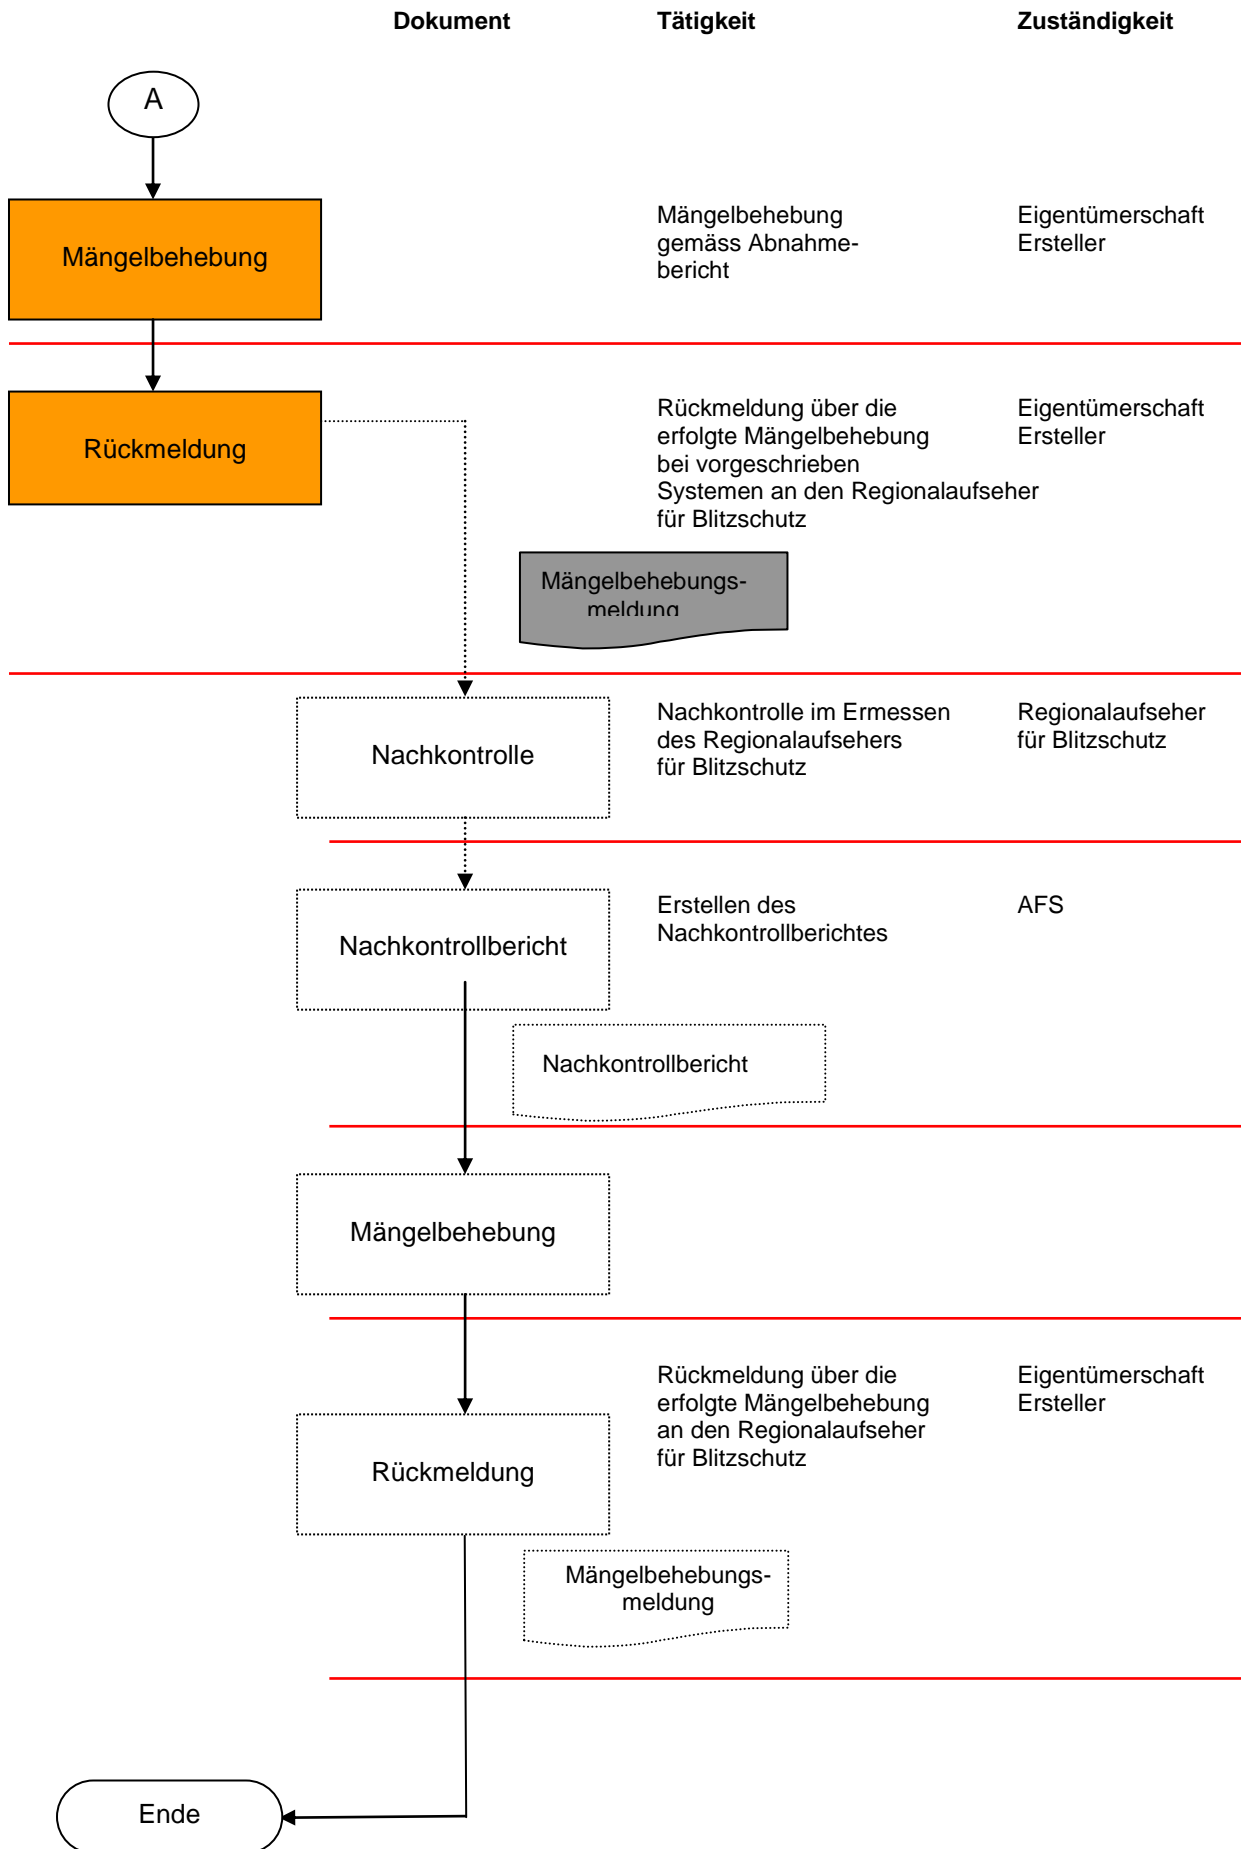 Dokument Tätigkeit Zuständigkeit
A
Mängelbehebung
Mängelbehebung
gemäss Abnahme-
bericht
Eigentümerschaft
Ersteller
Rückmeldung
Rückmeldung über die
erfolgte Mängelbehebung
bei vorgeschrieben
Systemen an den Regionalaufseher
für Blitzschutz
Eigentümerschaft
Ersteller
Mängelbehebungs-
meldung
Nachkontrolle
Nachkontrolle im Ermessen
des Regionalaufsehers
für Blitzschutz
Regionalaufseher
für Blitzschutz
Nachkontrollbericht
Erstellen des
Nachkontrollberichtes
AFS
Nachkontrollbericht
Mängelbehebung
Rückmeldung
Rückmeldung über die
erfolgte Mängelbehebung
an den Regionalaufseher
für Blitzschutz
Eigentümerschaft
Ersteller
Mängelbehebungs-
meldung
Ende